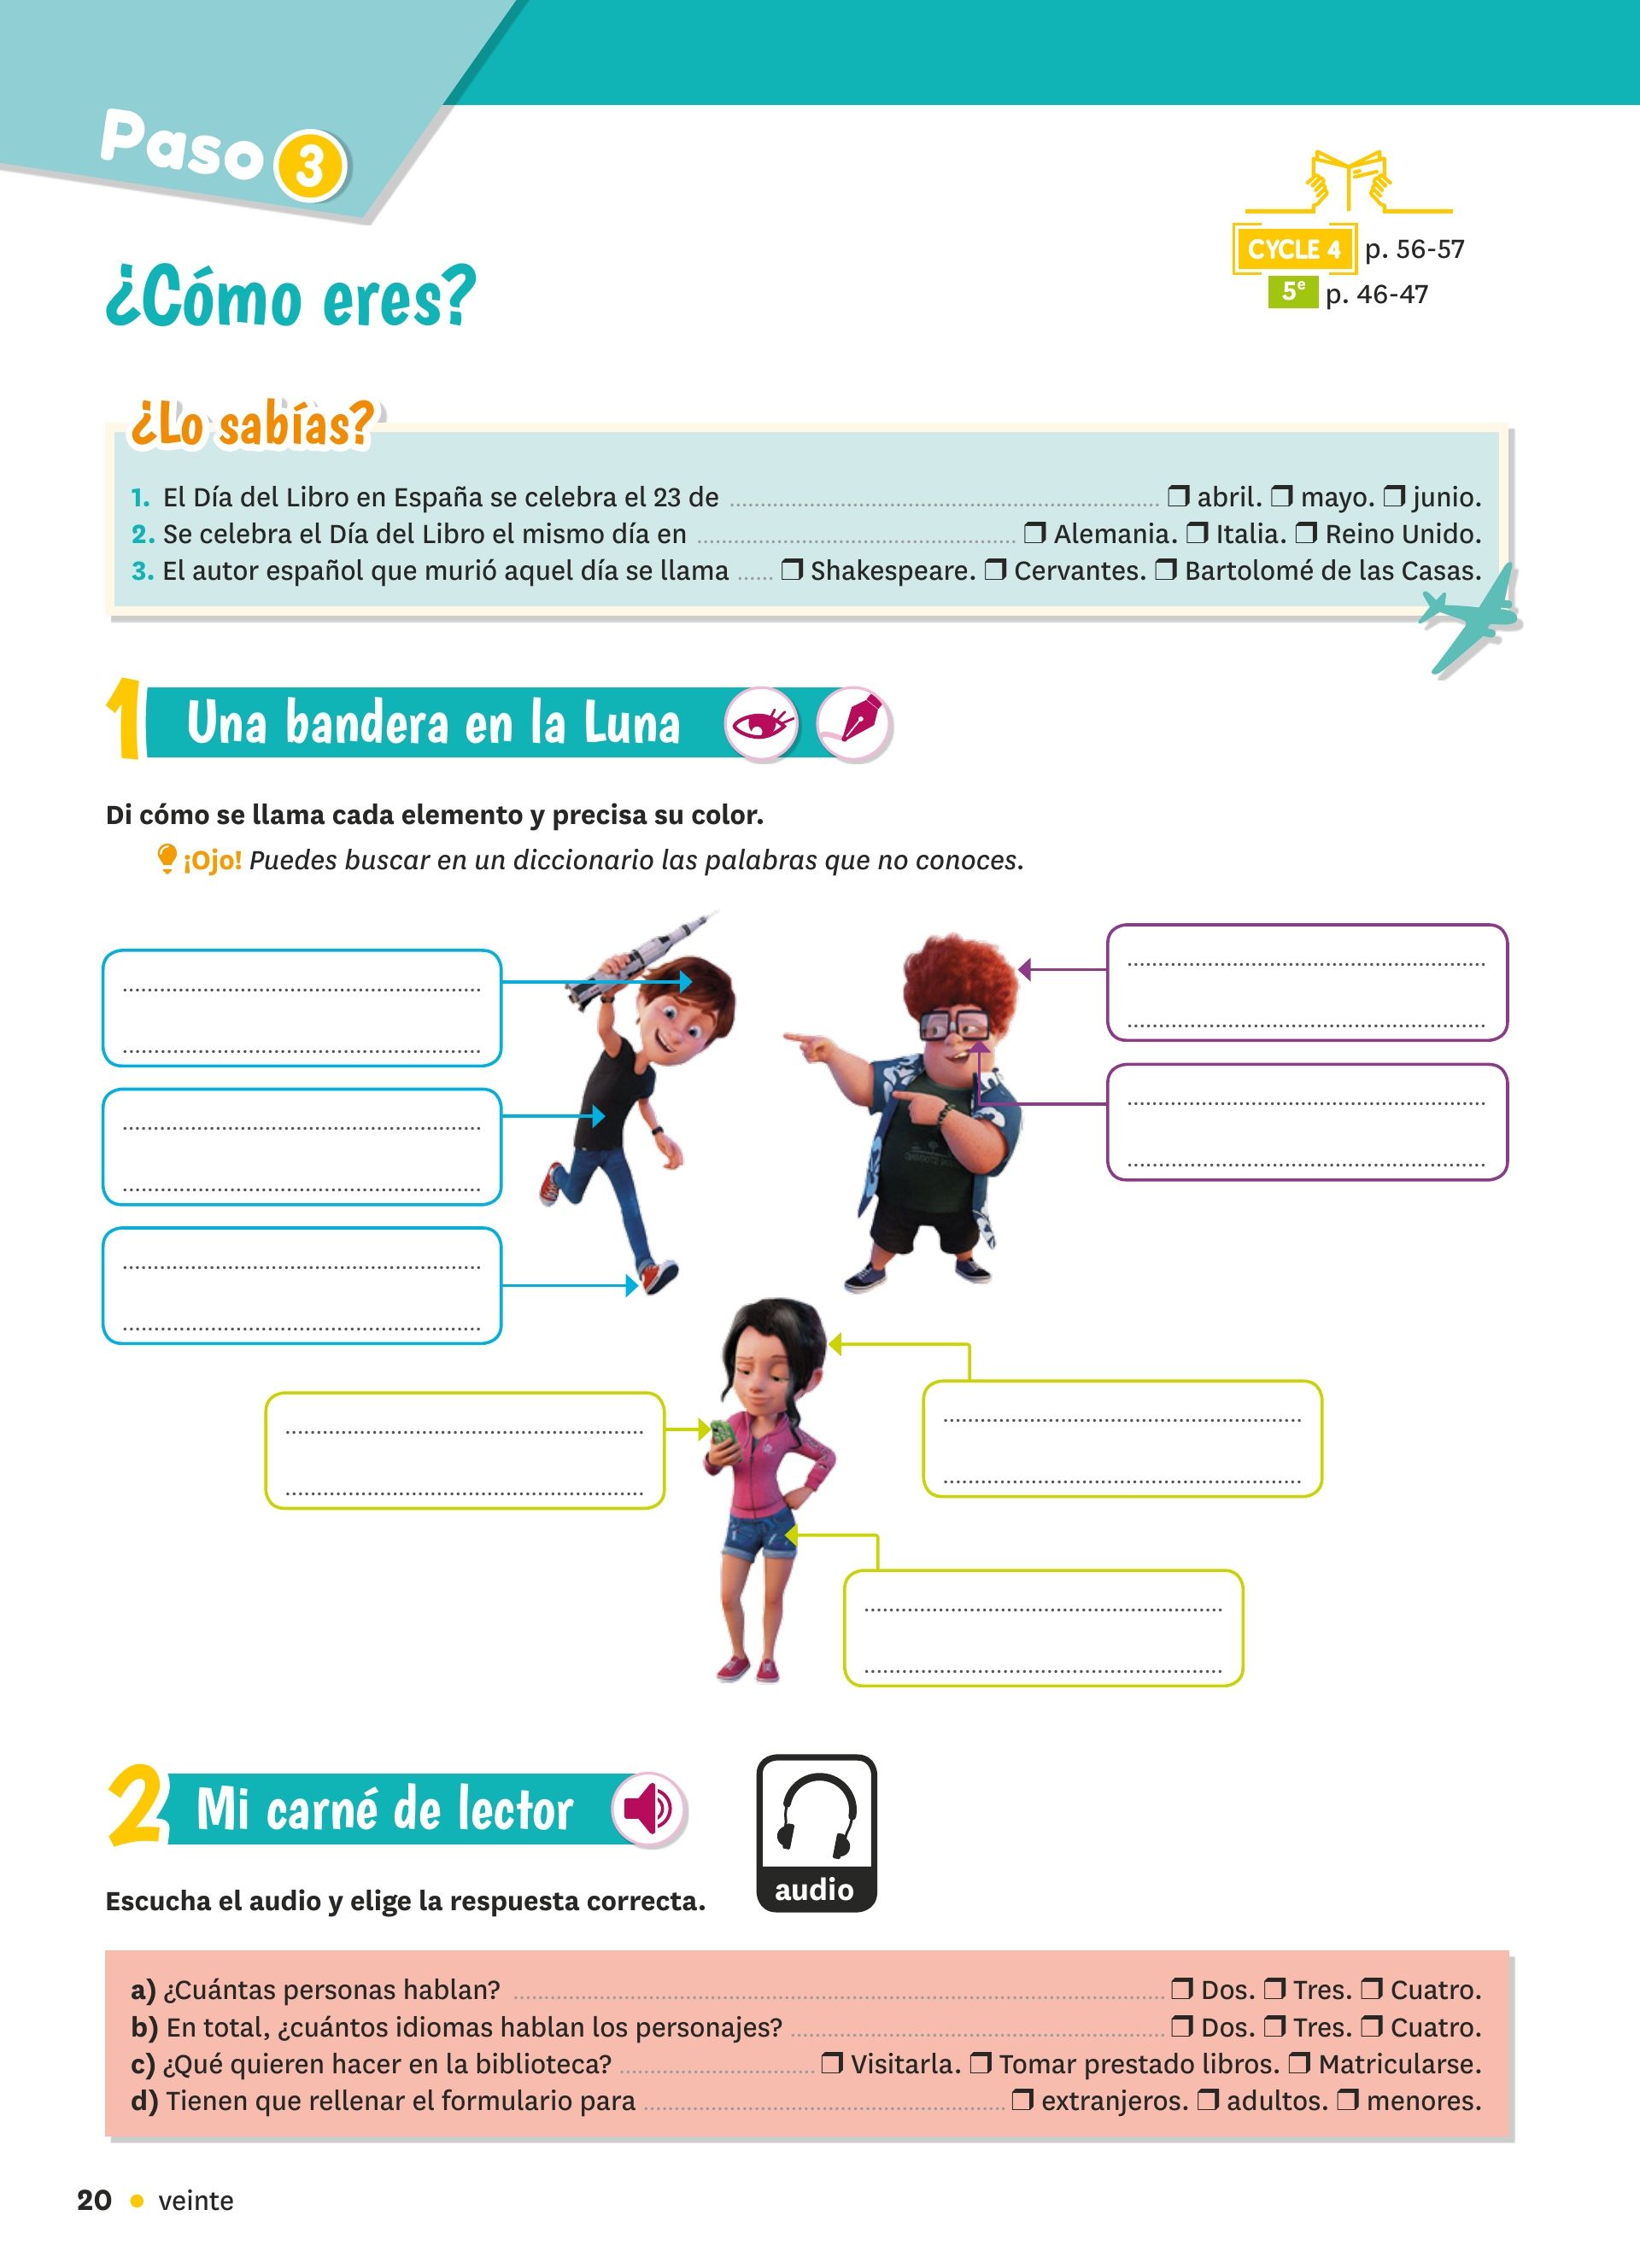 Paso 3
CYCLE 4 p. 56-57
5e p. 46-47
¿Cómo eres?
¿Lo sabías?
1. El Día del Libro en España se celebra el 23 de ........ ❒ abril. ❒ mayo. ❒ junio.
2. Se celebra el Día del Libro el mismo día en ........ ❒ Alemania. ❒ Italia. ❒ Reino Unido.
3. El autor español que murió aquel día se llama ...... ❒ Shakespeare. ❒ Cervantes. ❒ Bartolomé de las Casas.
1 Una bandera en la Luna
Di cómo se llama cada elemento y precisa su color.
¡Ojo! Puedes buscar en un diccionario las palabras que no conoces.
2 Mi carné de lector
audio
Escucha el audio y elige la respuesta correcta.
a) ¿Cuántas personas hablan? ........ ❒ Dos. ❒ Tres. ❒ Cuatro.
b) En total, ¿cuántos idiomas hablan los personajes? ........ ❒ Dos. ❒ Tres. ❒ Cuatro.
c) ¿Qué quieren hacer en la biblioteca? ........ ❒ Visitarla. ❒ Tomar prestado libros. ❒ Matricularse.
d) Tienen que rellenar el formulario para ........ ❒ extranjeros. ❒ adultos. ❒ menores.
20 • veinte